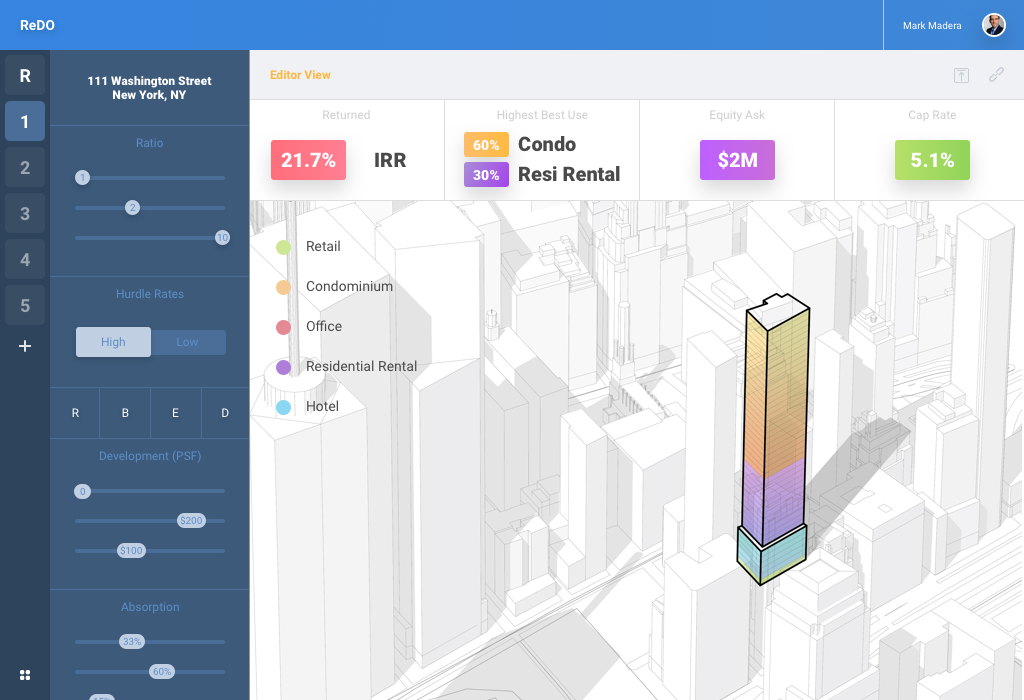 ReDO
Mark Madera
R
1
2
3
4
5
+
111 Washington Street
New York, NY
Ratio
1
2
10
Hurdle Rates
High Low
R B E D
Development (PSF)
0
$200
$100
Absorption
33%
60%
Editor View
Returned
21.7% IRR
Highest Best Use
60% Condo
30% Resi Rental
Equity Ask
$2M
Cap Rate
5.1%
Retail
Condominium
Office
Residential Rental
Hotel